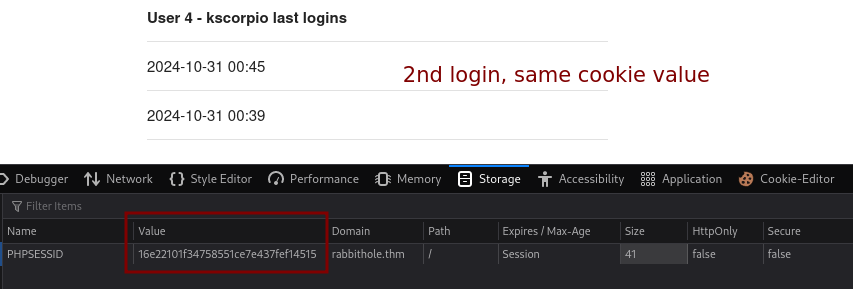 User 4 - kscorpio last logins
2024-10-31 00:45
2nd login, same cookie value
2024-10-31 00:39
Debugger Network Style Editor Performance Memory Storage Accessibility Application Cookie-Editor
Filter Items
Name Value Domain Path Expires / Max-Age Size HttpOnly Secure
PHPSESSID 16e22101f34758551ce7e437fef14515 rabbithole.thm / Session 41 false false